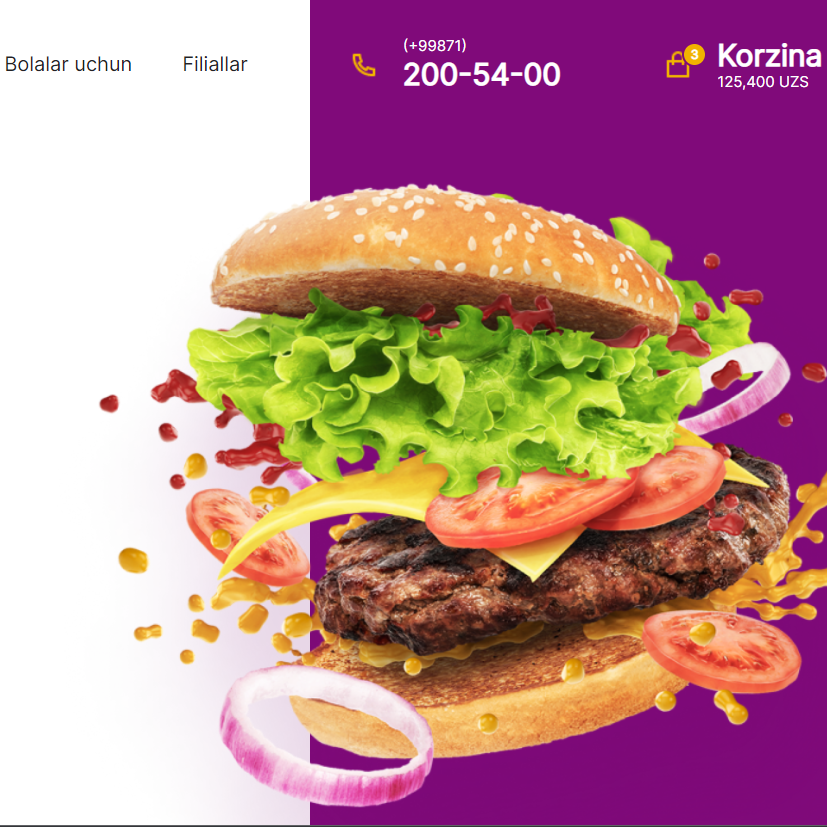 Bolalar uchun
Filiallar
(+99871)
200-54-00
3
Korzina
125,400 UZS